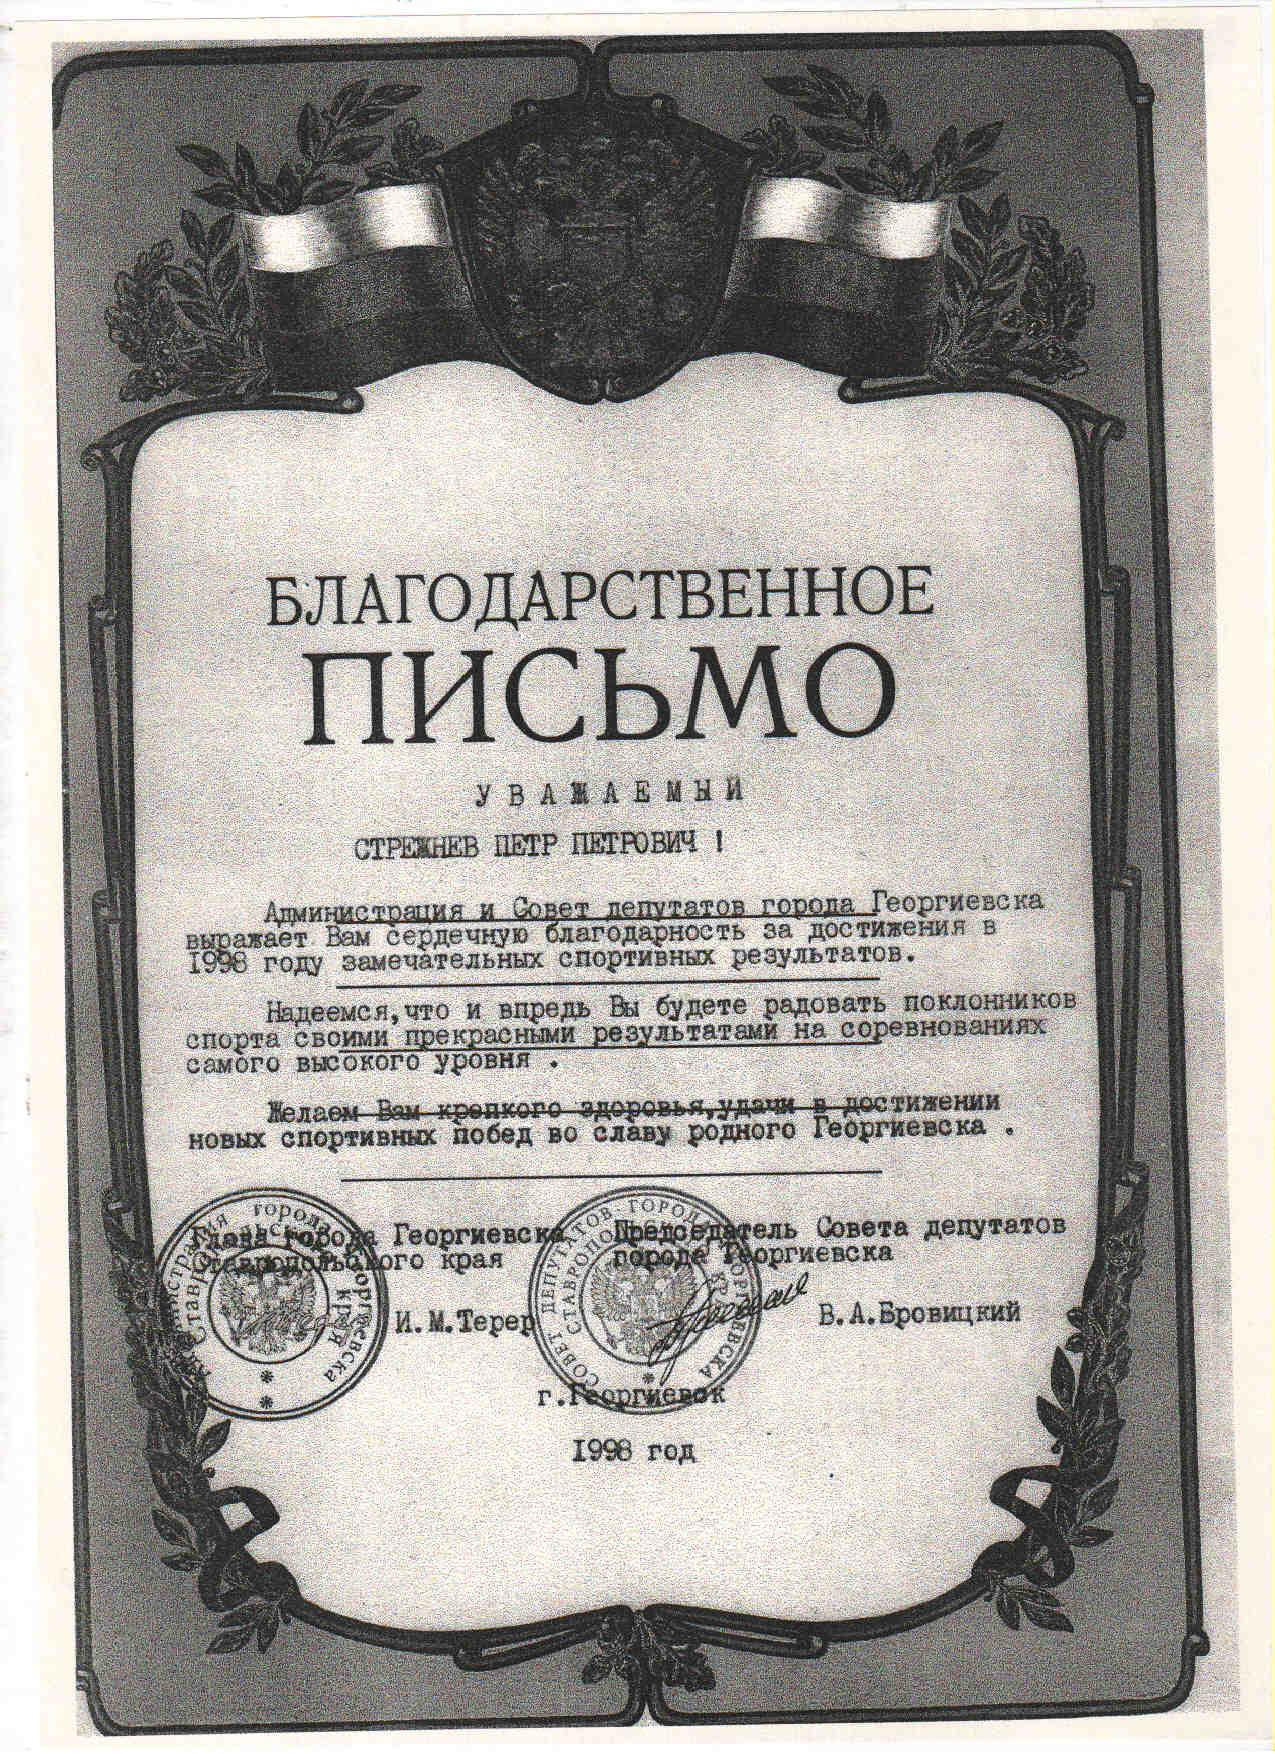 БЛАГОДАРСТВЕННОЕ
ПИСЬМО
УВАЖАЕМЫЙ
СТРЕЖНЕВ ПЕТР ПЕТРОВИЧ !
Администрация и Совет депутатов города Георгиевска
выражает Вам сердечную благодарность за достижения в
1998 году замечательных спортивных результатов.
Надеемся,что и впредь Вы будете радовать поклонников
спорта своими прекрасными результатами на соревнованиях
самого высокого уровня .
Желаем Вам крепкого здоровья,удачи в достижении
новых спортивных побед во славу родного Георгиевска .
Глава города Георгиевска
Ставропольского края
И.М.Терер
Председатель Совета депутатов
города Георгиевска
В.А.Бровицкий
г.Георгиевск
1998 год